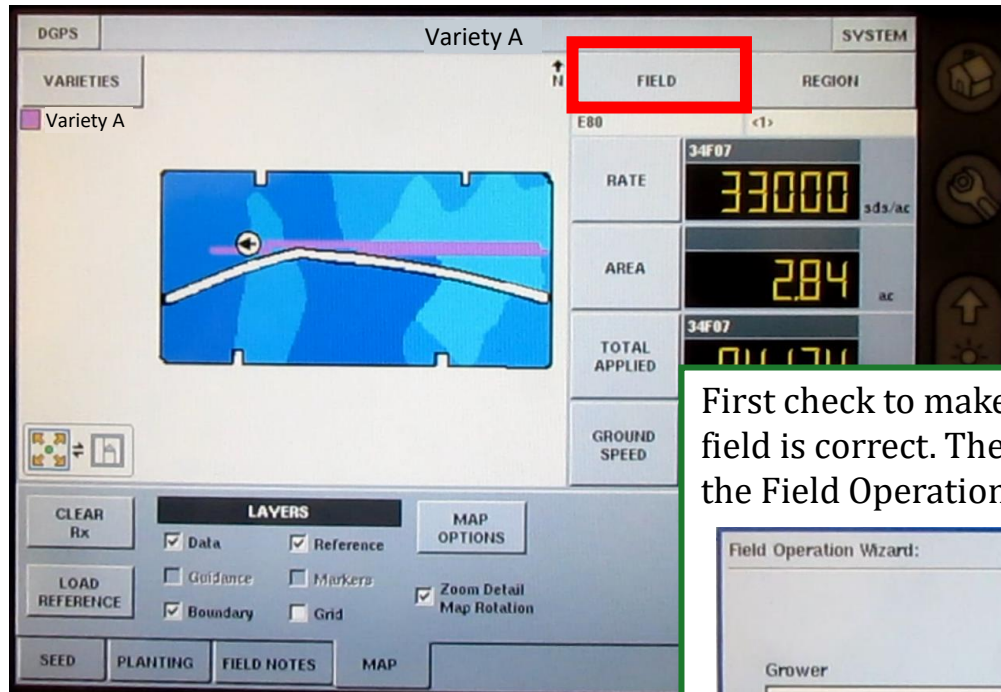 DGPS
Variety A
SYSTEM
VARIETIES
N
FIELD
REGION
Variety A
E80
<1>
34F07
RATE
33000
sds/ac
AREA
2.84
ac
34F07
TOTAL
APPLIED
GROUND
SPEED
First check to make
field is correct. The
the Field Operation
CLEAR
Rx
LAYERS
MAP
OPTIONS
Data
Reference
LOAD
REFERENCE
Guidance
Markers
Zoom Detail
Map Rotation
Boundary
Grid
SEED
PLANTING
FIELD NOTES
MAP
Field Operation Wizard:
Grower